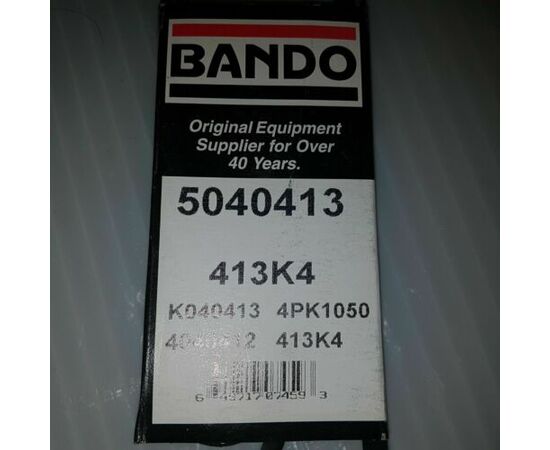 BANDO
Original Equipment
Supplier for Over
40 Years.
5040413
413K4
K040413 4PK1050
413K4